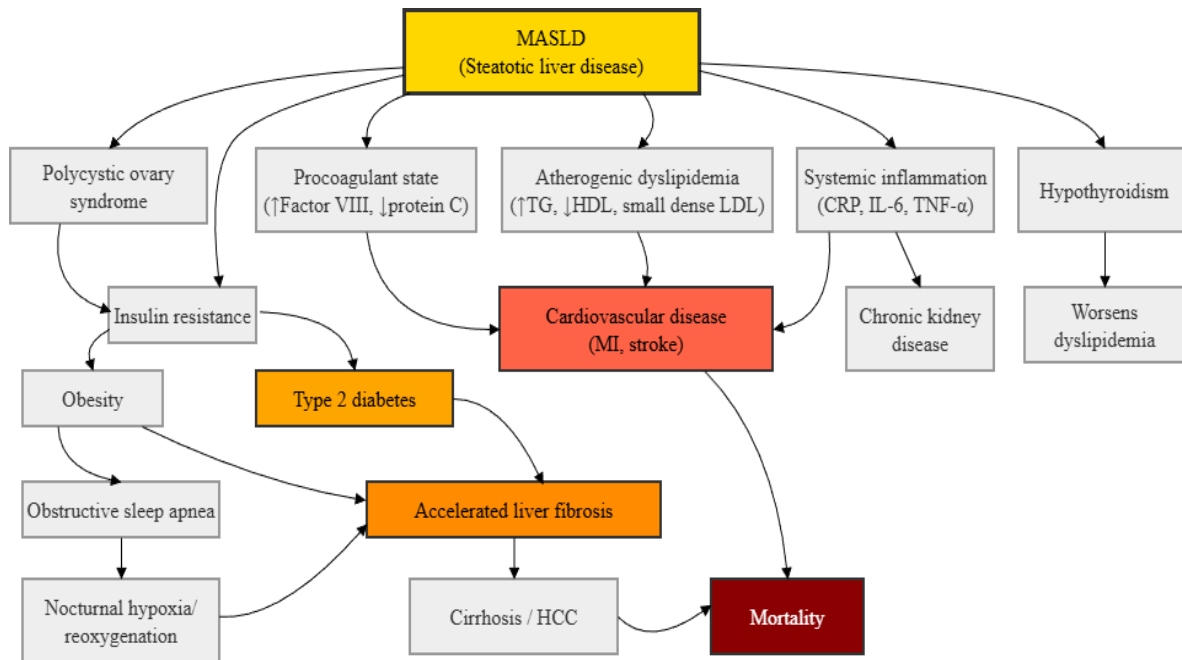 MASLD
(Steatotic liver disease)
Polycystic ovary
syndrome
Procoagulant state
(↑Factor VIII, ↓protein C)
Atherogenic dyslipidemia
(↑TG, ↓HDL, small dense LDL)
Systemic inflammation
(CRP, IL-6, TNF-α)
Hypothyroidism
Insulin resistance
Cardiovascular disease
(MI, stroke)
Chronic kidney
disease
Worsens
dyslipidemia
Obesity
Type 2 diabetes
Obstructive sleep apnea
Accelerated liver fibrosis
Nocturnal hypoxia/
reoxygenation
Cirrhosis / HCC
Mortality